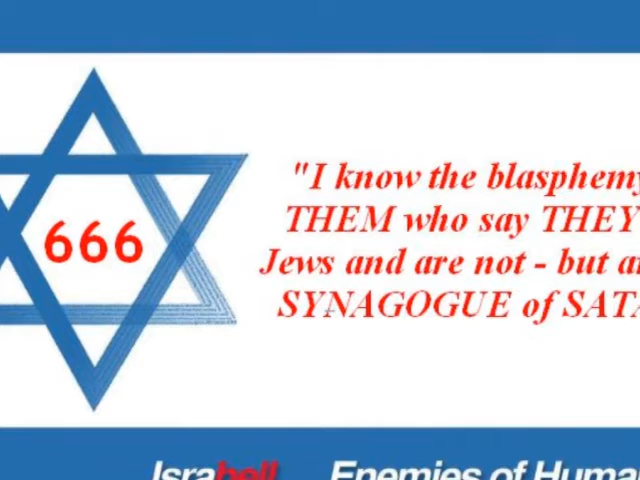 666
"I know the blasphemy
THEM who say THEY
Jews and are not - but
SYNAGOGUE of
Israhell Enemies of